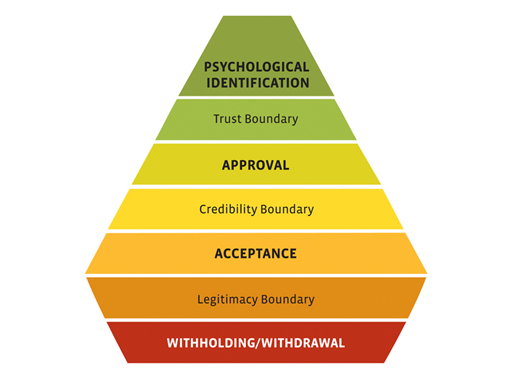 PSYCHOLOGICAL
IDENTIFICATION
Trust Boundary
APPROVAL
Credibility Boundary
ACCEPTANCE
Legitimacy Boundary
WITHHOLDING/WITHDRAWAL